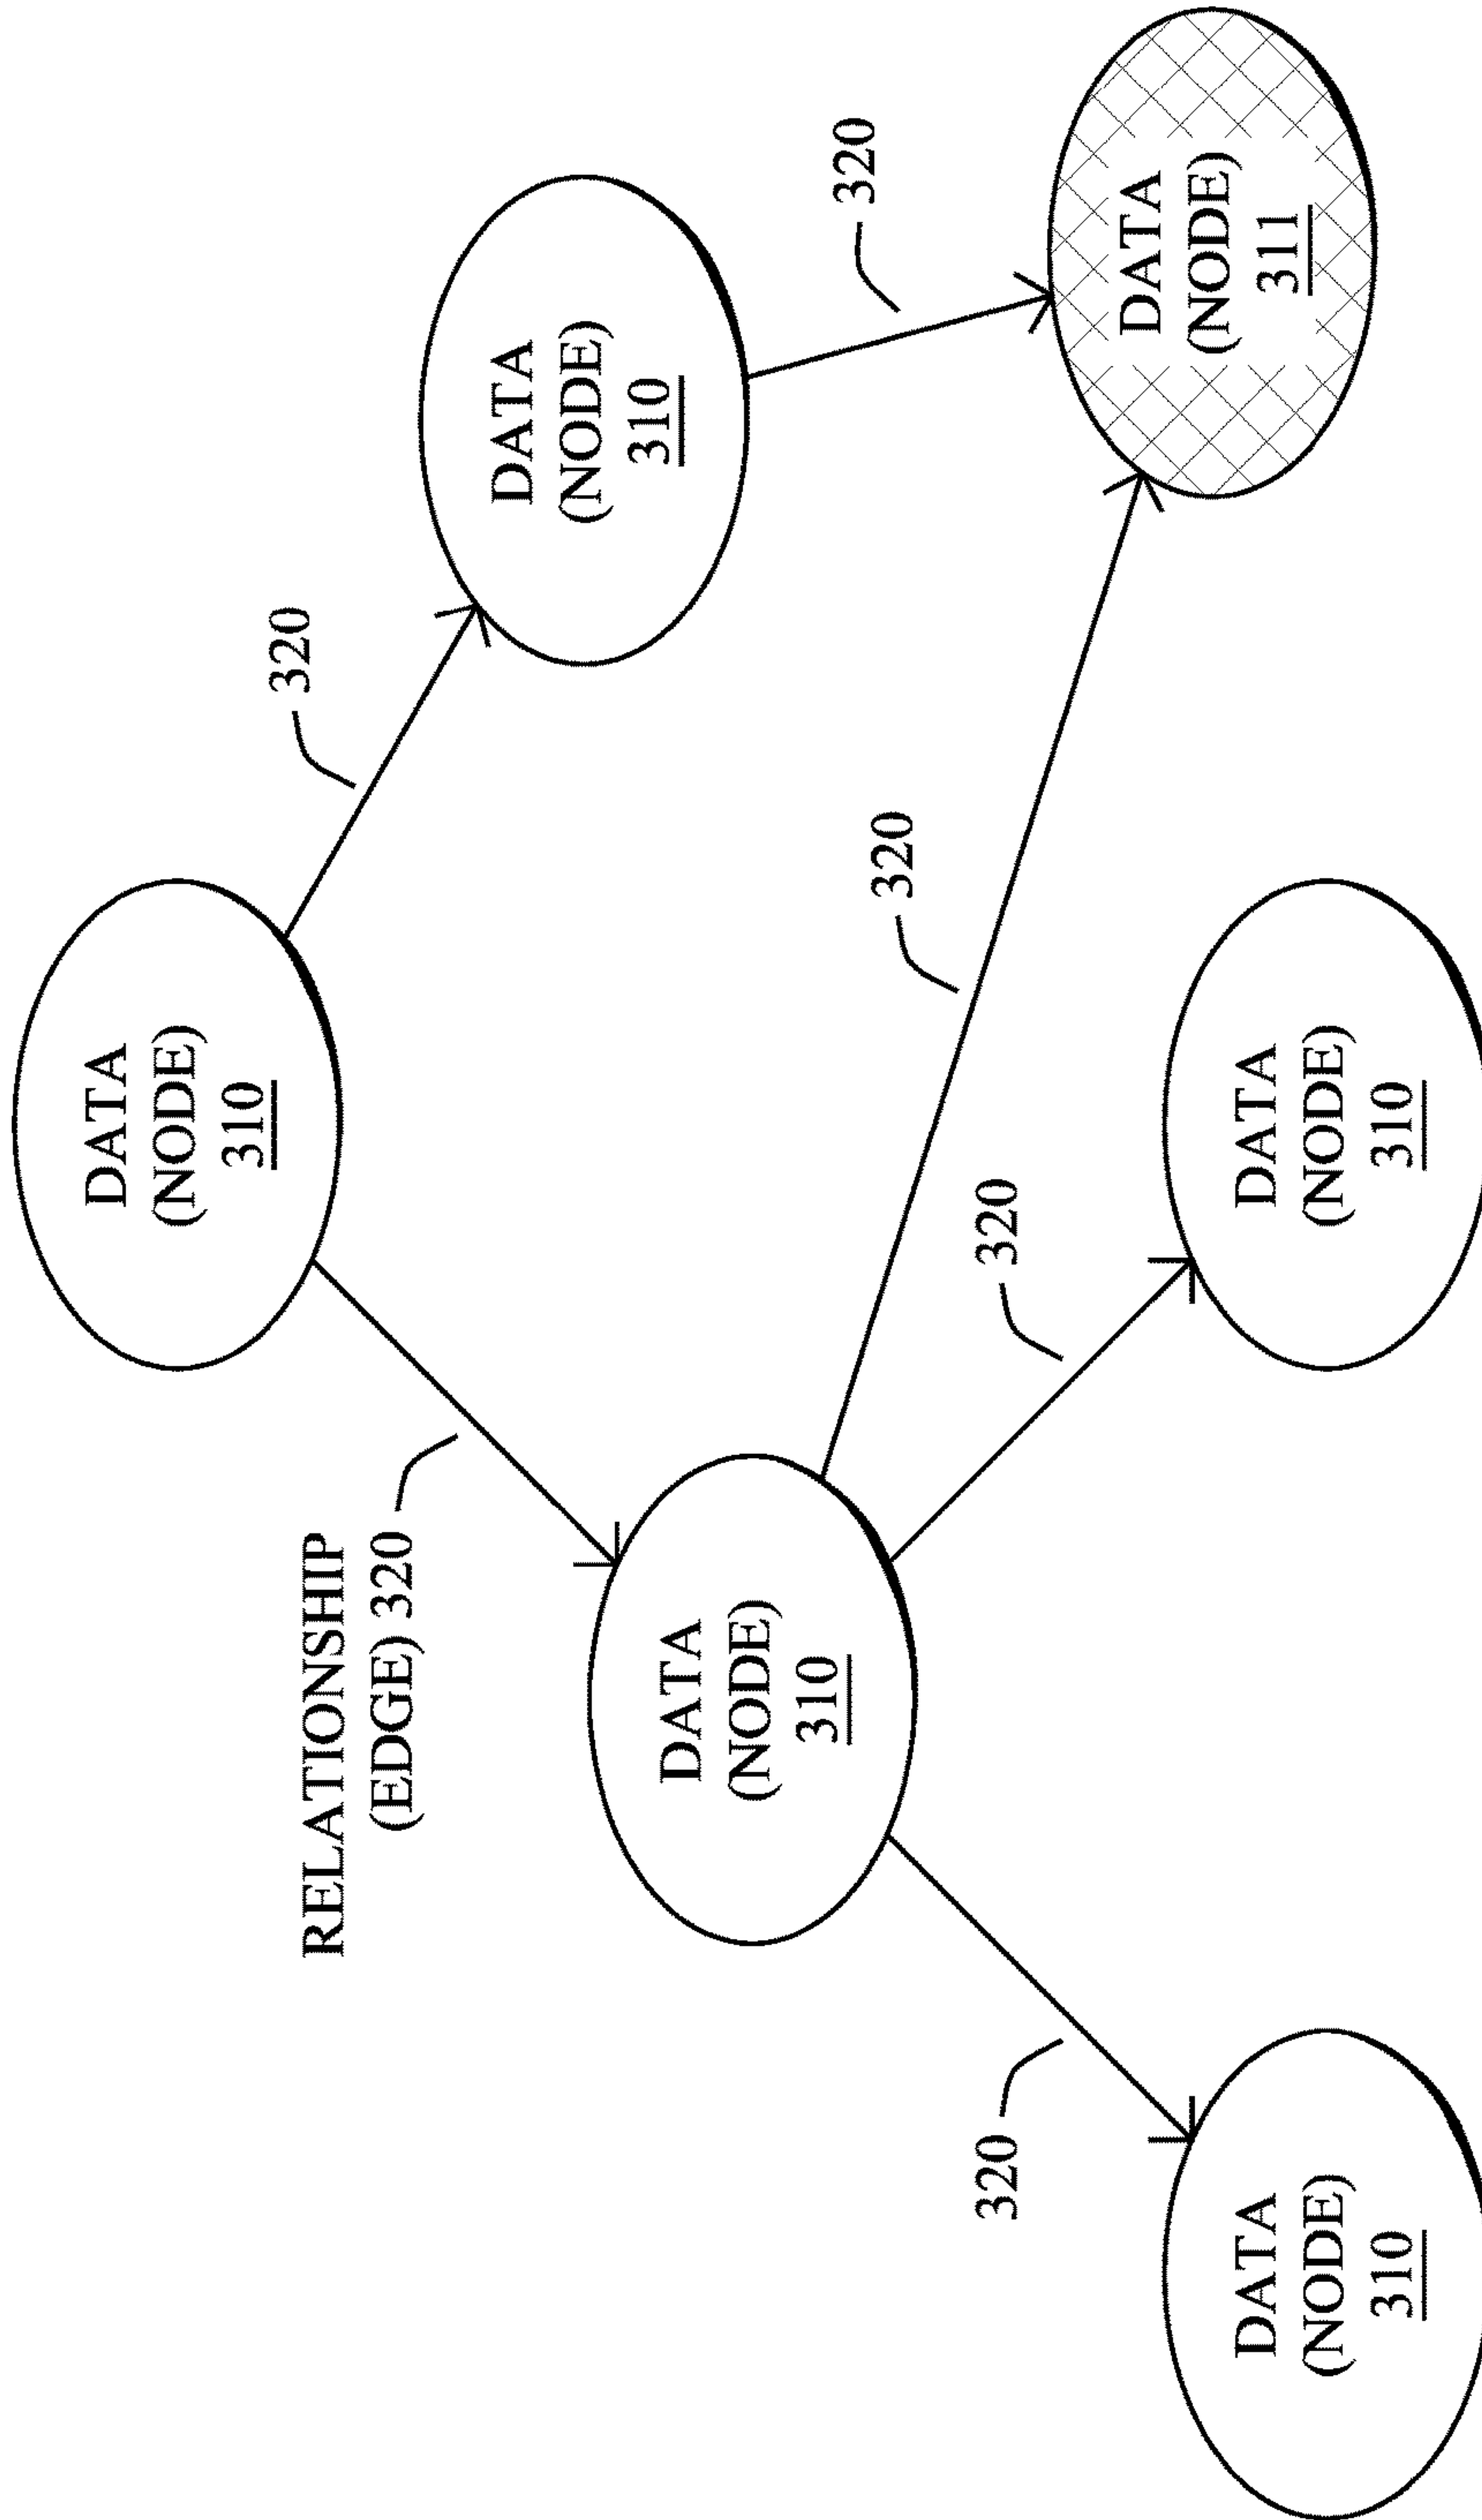 DATA
(NODE)
310
320
RELATIONSHIP
(EDGE) 320
DATA
(NODE)
310
DATA
(NODE)
310
320
320
320
320
DATA
(NODE)
311
DATA
(NODE)
310
DATA
(NODE)
310